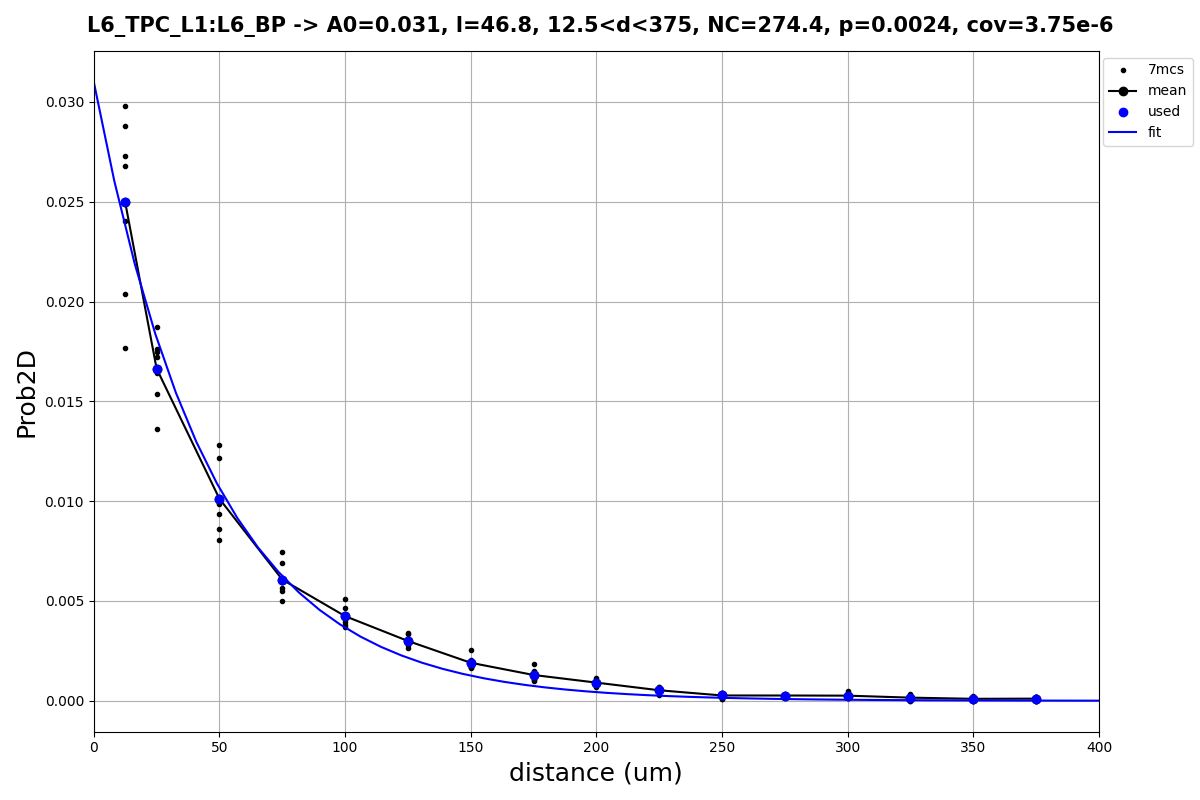 L6_TPC_L1:L6_BP -> A0=0.031, l=46.8, 12.5<d<375, NC=274.4, p=0.0024, cov=3.75e-6
7mcs
mean
used
fit
0.030
0.025
0.020
0.015
0.010
0.005
0.000
Prob2D
0 50 100 150 200 250 300 350 400
distance (um)